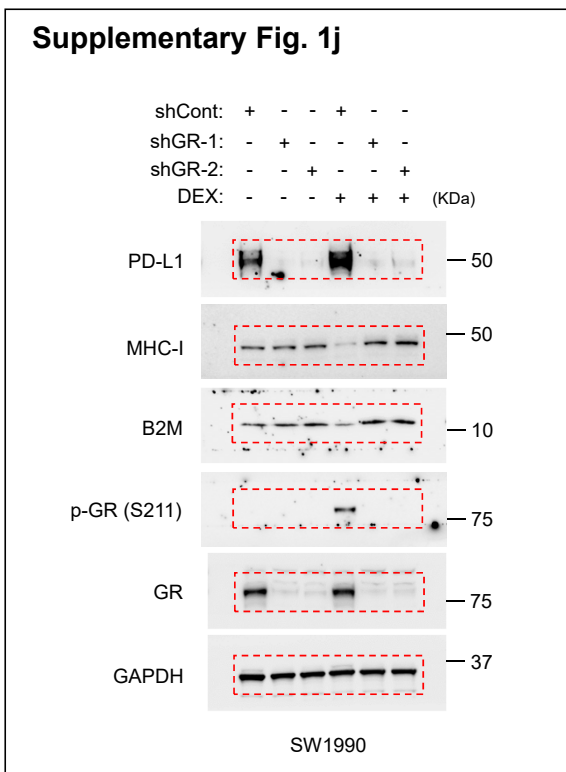 Supplementary Fig. 1j
shCont: + - - + - -
shGR-1: - + - - + -
shGR-2: - - + - - +
DEX: - - - + + + (KDa)
PD-L1 50
MHC-I 50
B2M 10
p-GR (S211) 75
GR 75
GAPDH 37
SW1990